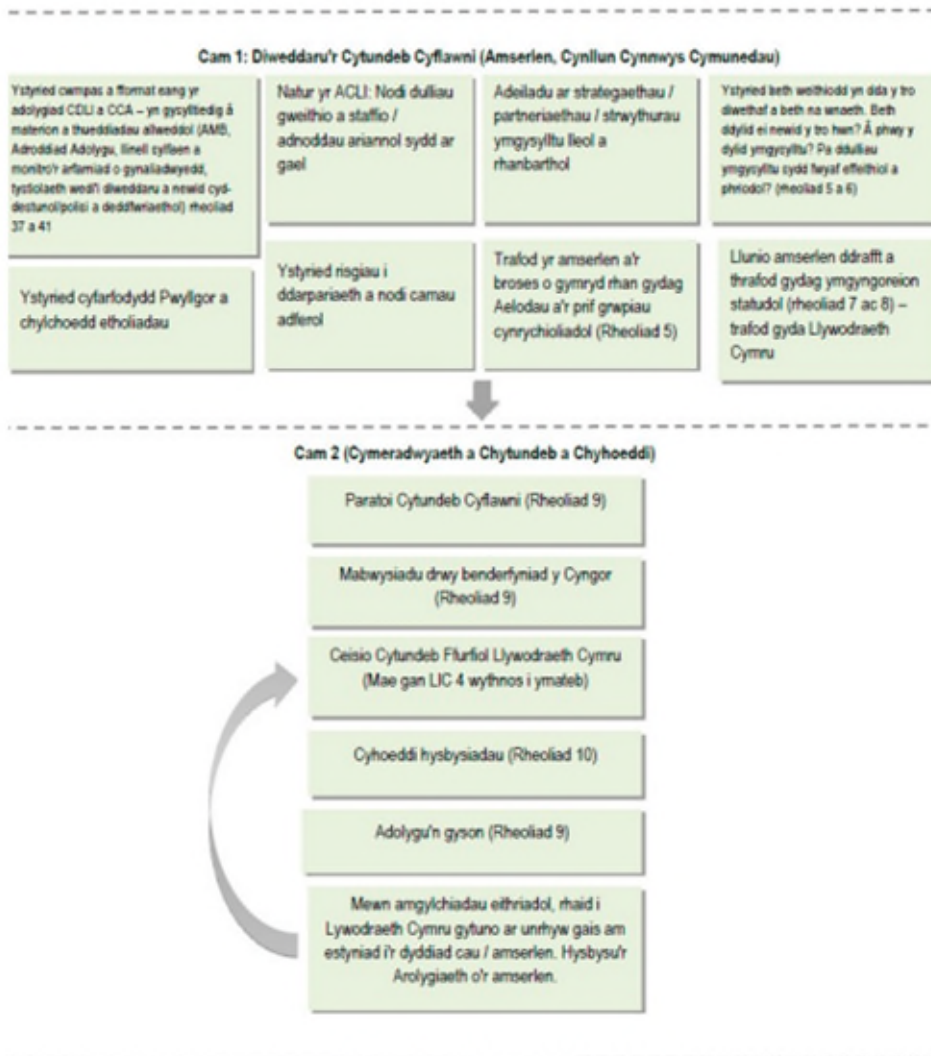 Cam 1: Diweddaru'r Cytundeb Cyflawni (Amserlen, Cynllun Cynnwys Cymunedau)
Ystyried cwmpas a fformat eang yr
adolygiad CDLl a CCA – yn gysylltiedig â
materion a thueddiadau allweddol (AMB,
Adroddiad Adolygu, llinell sylfaen a
monitro'r arfarniad o gynaliadwyedd,
tystiolaeth wedi'i diweddaru a newid cyd-
destunol/polisi a deddfwriaethol) rheoliad
37 a 41
Natur yr ACLl: Nodi dulliau
gweithio a staffio /
adnoddau ariannol sydd ar
gael
Adeiladu ar strategaethau /
partneriaethau / strwythurau
ymgysylltu lleol a
rhanbarthol
Ystyried beth weithiodd yn dda y tro
diwethaf a beth na wnaeth. Beth
ddylid ei newid y tro hwn? Â phwy y
dylid ymgysylltu? Pa ddulliau
ymgysylltu sydd fwyaf effeithiol a
phriodol? (rheoliad 5 a 6)
Ystyried cyfarfodydd Pwyllgor a
chylchoedd etholiadau
Ystyried risgiau i
ddarpariaeth a nodi camau
adferol
Trafod yr amserlen a'r
broses o gymryd rhan gydag
Aelodau a'r prif grwpiau
cynrychioliadol (Rheoliad 5)
Llunio amserlen ddrafft a
thrafod gydag ymgyngoreion
statudol (rheoliad 7 ac 8) –
trafod gyda Llywodraeth
Cymru
Cam 2 (Cymeradwyaeth a Chytundeb a Chyhoeddi)
Paratoi Cytundeb Cyflawni (Rheoliad 9)
Mabwysiadu drwy benderfyniad y Cyngor
(Rheoliad 9)
Ceisio Cytundeb Ffurfiol Llywodraeth Cymru
(Mae gan LlC 4 wythnos i ymateb)
Cyhoeddi hysbysiadau (Rheoliad 10)
Adolygu'n gyson (Rheoliad 9)
Mewn amgylchiadau eithriadol, rhaid i
Lywodraeth Cymru gytuno ar unrhyw gais am
estyniad i'r dyddiad cau / amserlen. Hysbysu'r
Arolygiaeth o'r amserlen.